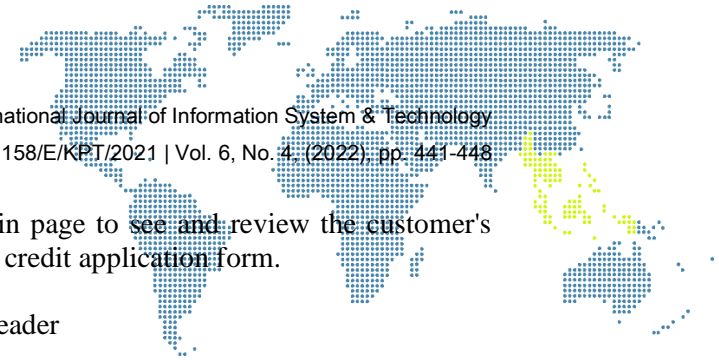 national Journal of Information System & Technology
158/E/KPT/2021 | Vol. 6, No. 4, (2022), pp. 441-448
in page to see and review the customer's
credit application form.
eader